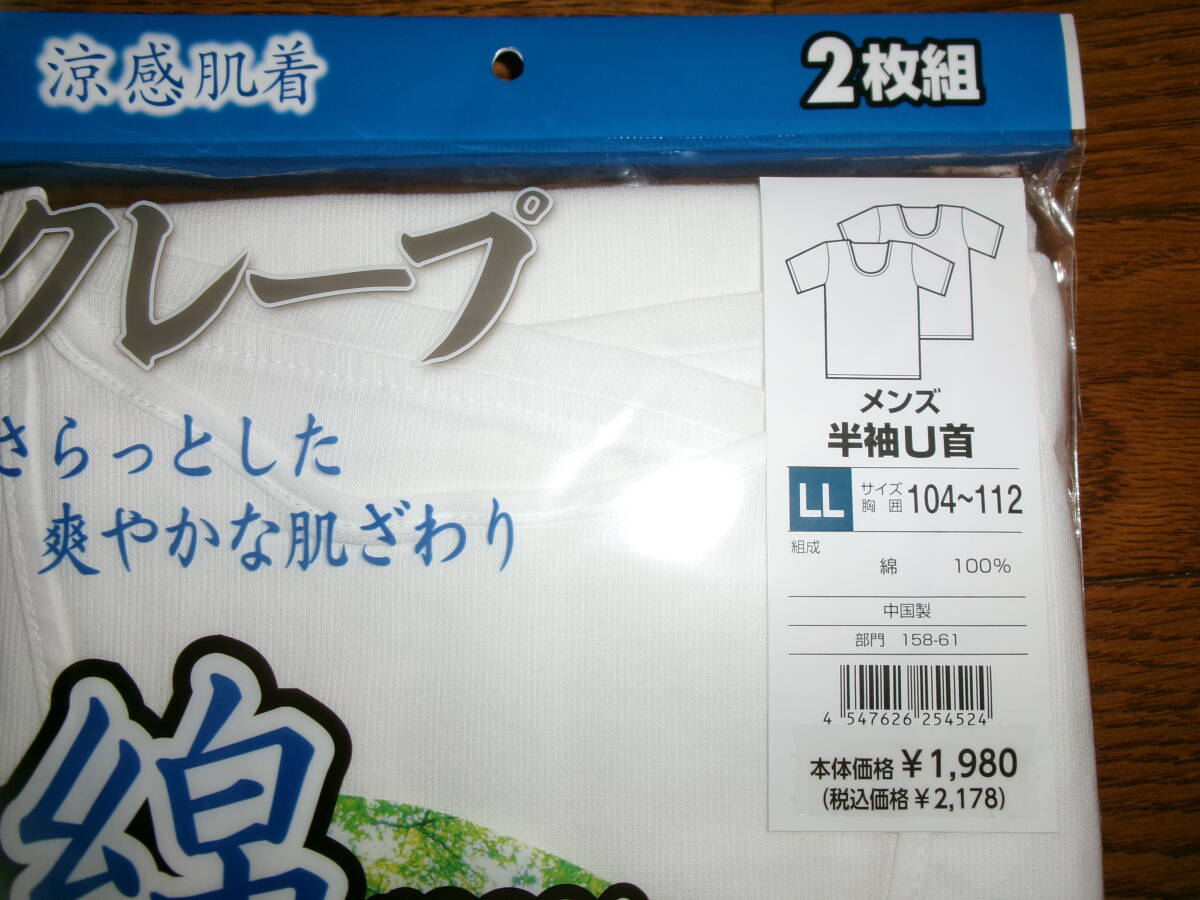 涼感肌着
2枚組
クレープ
さらっとした
爽やかな肌ざわり
綿
メンズ
半袖U首
LL サイズ 胸囲 104~112
組成
綿 100%
中国製
部門 158-61
4 547626 254524
本体価格 ¥1,980
(税込価格 ¥2,178)